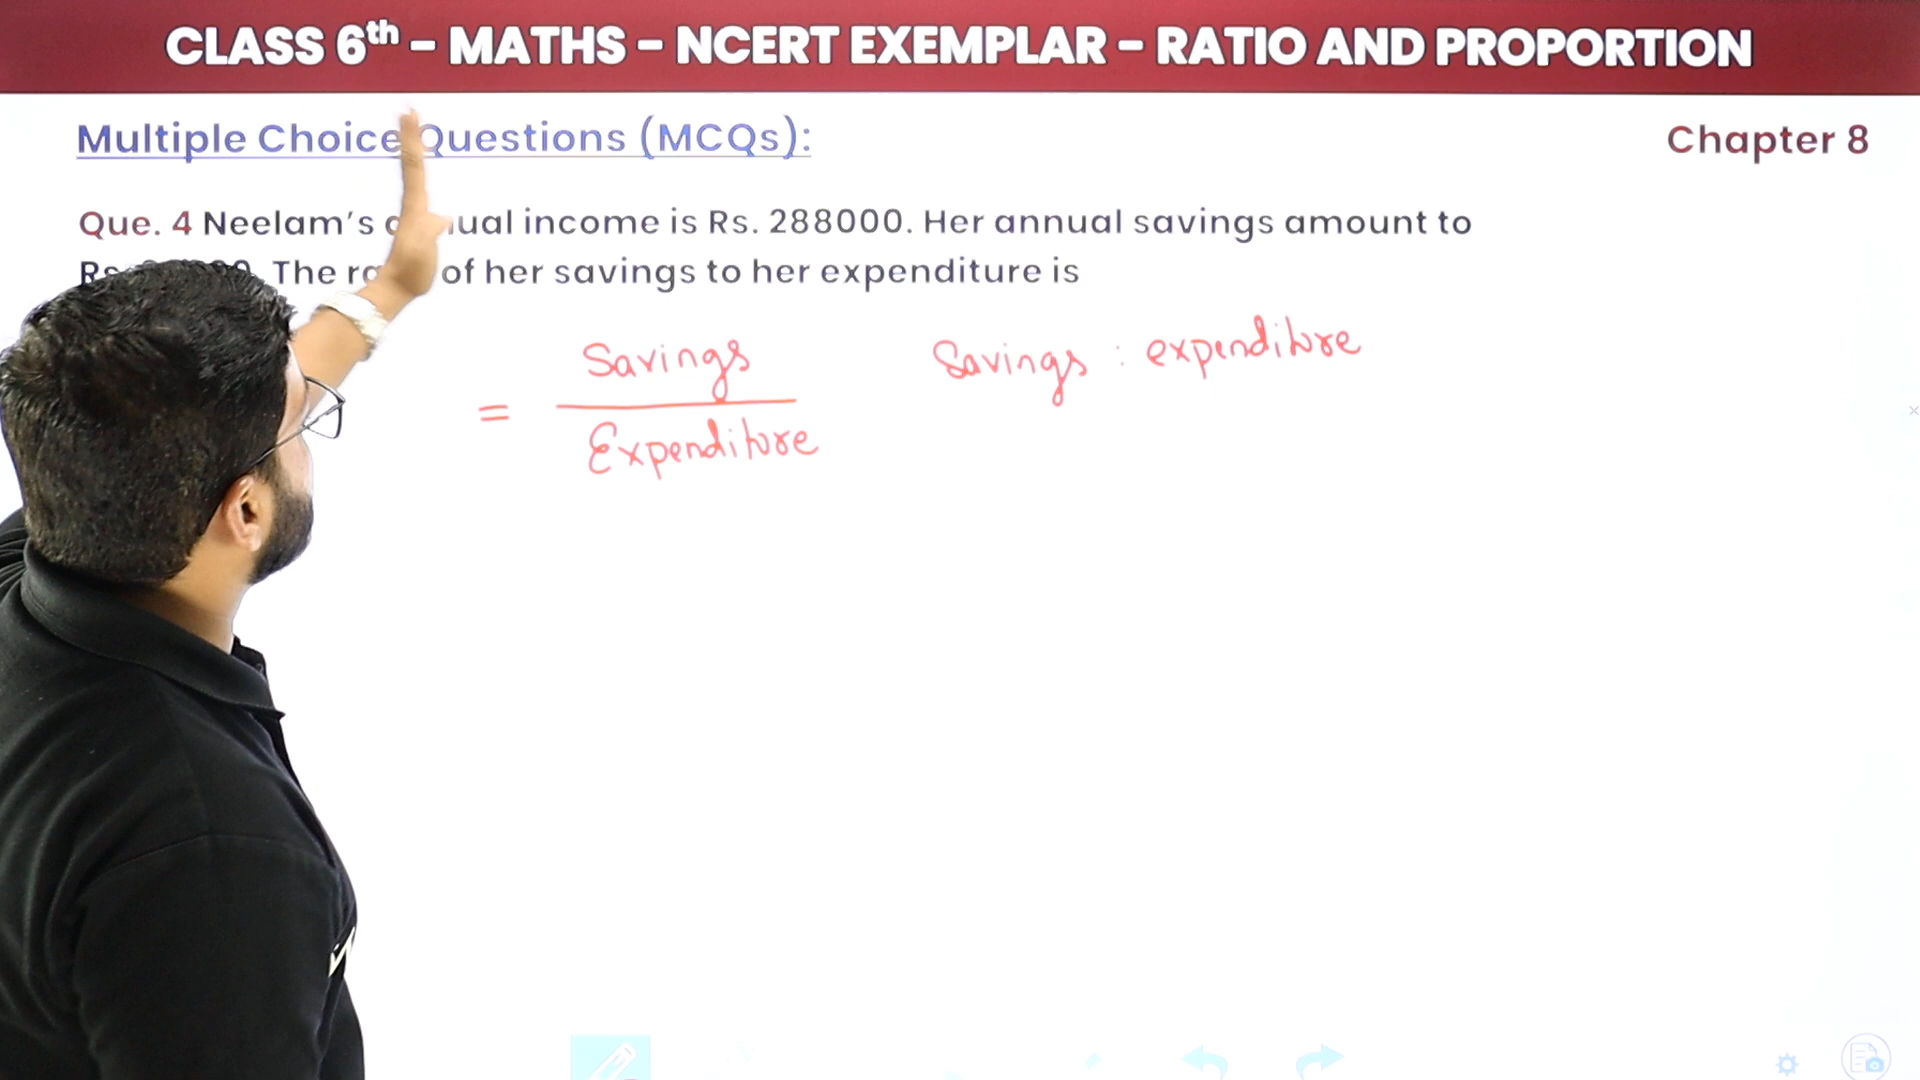 CLASS 6th – MATHS – NCERT EXEMPLAR – RATIO AND PROPORTION
Multiple Choice Questions (MCQs):
Chapter 8
Que. 4 Neelam's income is Rs. 288000. Her annual savings amount to
The of her savings to her expenditure is
= Savings
Expenditure
Savings : expenditure